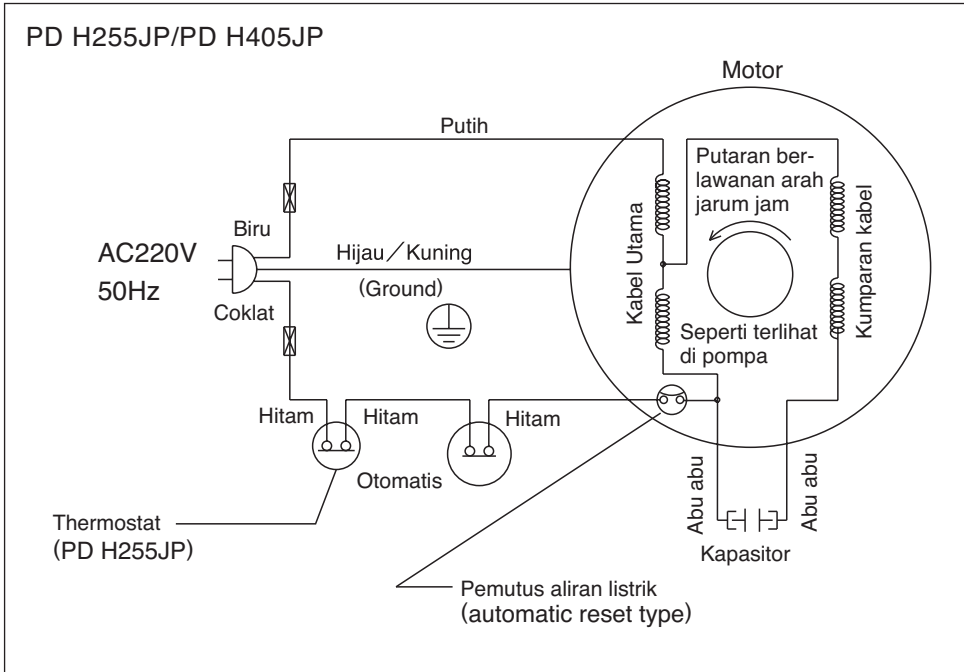 PD H255JP/PD H405JP
Motor
Putih
Putaran ber-
lawanan arah
jarum jam
Biru
AC220V
50Hz
Hijau/Kuning
(Ground)
Coklat
Kabel Utama
Kumparan kabel
Seperti terlihat
di pompa
Hitam
Hitam
Hitam
Otomatis
Abu abu
Abu abu
Kapasitor
Thermostat
(PD H255JP)
Pemutus aliran listrik
(automatic reset type)